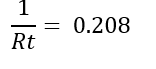 1/Rt = 0.208